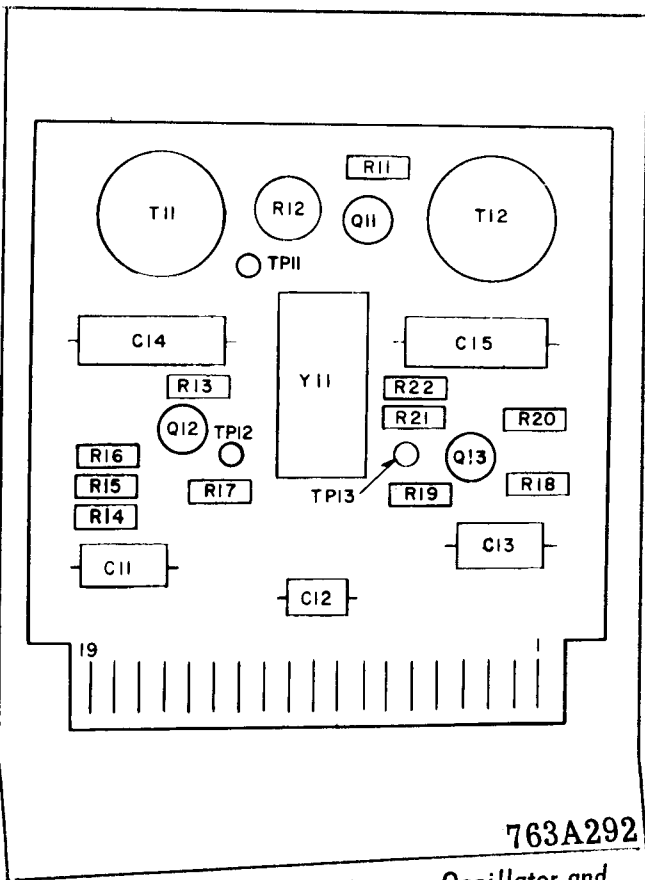 R11
T11
R12
Q11
T12
TP11
C14
Y11
C15
R13
R22
R21
R20
Q12
TP12
Q13
R16
R15
R14
R17
TP13
R19
R18
C11
C12
C13
19
1
763A292
Oscillator and